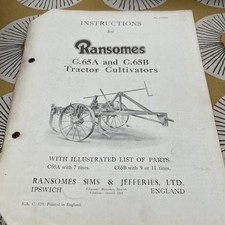 INSTRUCTIONS
for
Ransomes
C.65A and C.65B
Tractor Cultivators
WITH ILLUSTRATED LIST OF PARTS.
C65A with 7 tines. C65B with 9 or 11 tines.
RANSOMES SIMS & JEFFERIES, LTD.
IPSWICH ENGLAND
Printed in England.